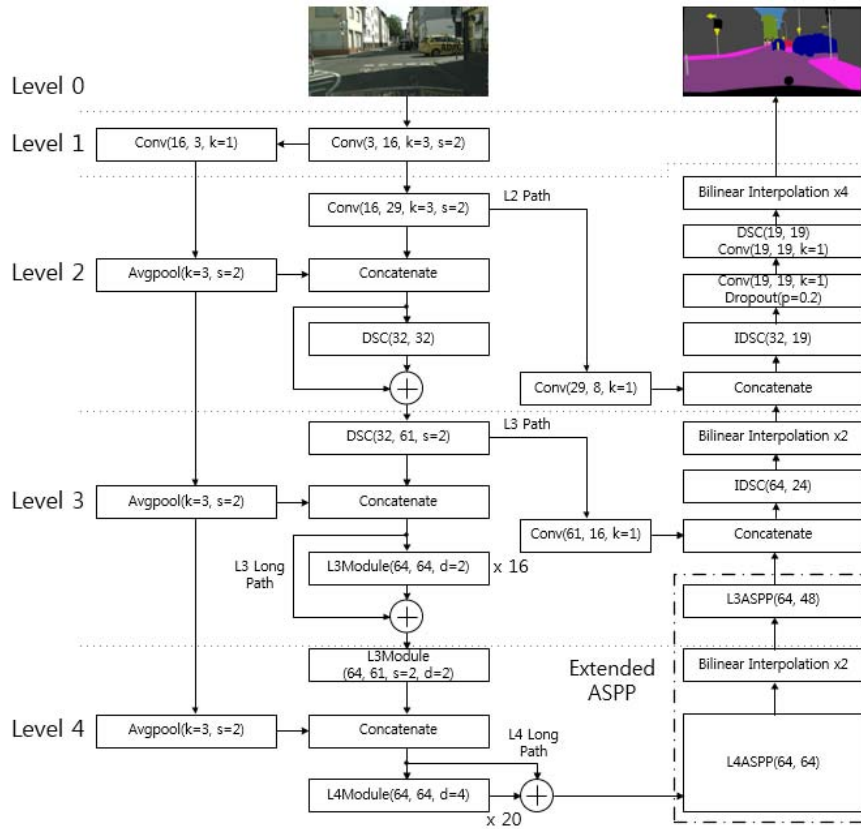 Level 0
Level 1
Conv(16, 3, k=1)
Conv(3, 16, k=3, s=2)
Conv(16, 29, k=3, s=2)
L2 Path
Bilinear Interpolation x4
DSC(19, 19)
Conv(19, 19, k=1)
Level 2
Avgpool(k=3, s=2)
Concatenate
Conv(19, 19, k=1)
Dropout(p=0.2)
DSC(32, 32)
IDSC(32, 19)
Conv(29, 8, k=1)
Concatenate
DSC(32, 61, s=2)
L3 Path
Bilinear Interpolation x2
IDSC(64, 24)
Level 3
Avgpool(k=3, s=2)
Concatenate
Conv(61, 16, k=1)
Concatenate
L3 Long
Path
L3Module(64, 64, d=2)
x 16
L3ASPP(64, 48)
L3Module
(64, 61, s=2, d=2)
Extended
ASPP
Bilinear Interpolation x2
Level 4
Avgpool(k=3, s=2)
Concatenate
L4 Long
Path
L4ASPP(64, 64)
L4Module(64, 64, d=4)
x 20